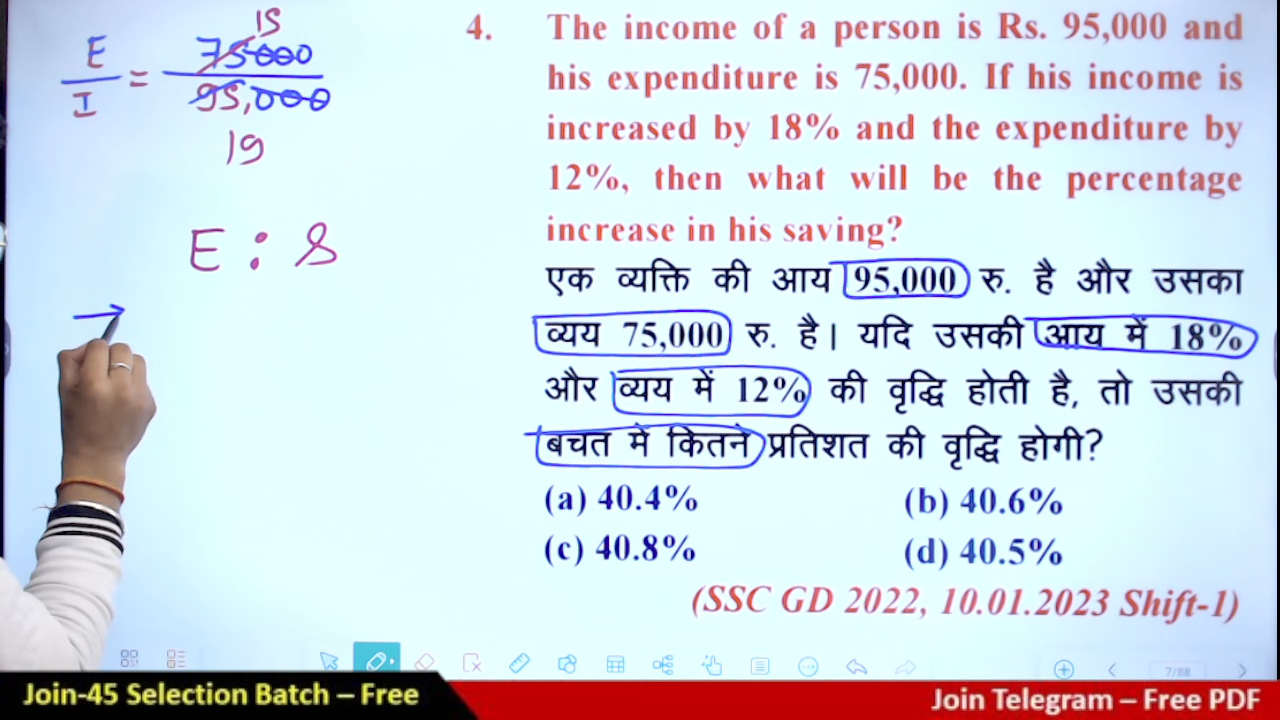 E/I = 75000/95,000
15
19
E : S
4. The income of a person is Rs. 95,000 and
his expenditure is 75,000. If his income is
increased by 18% and the expenditure by
12%, then what will be the percentage
increase in his saving?
एक व्यक्ति की आय 95,000 रु. है और उसका
व्यय 75,000 रु. है। यदि उसकी आय में 18%
और व्यय में 12% की वृद्धि होती है, तो उसकी
बचत में कितने प्रतिशत की वृद्धि होगी?
(a) 40.4% (b) 40.6%
(c) 40.8% (d) 40.5%
(SSC GD 2022, 10.01.2023 Shift-1)
7/88
Join-45 Selection Batch – Free
Join Telegram – Free PDF